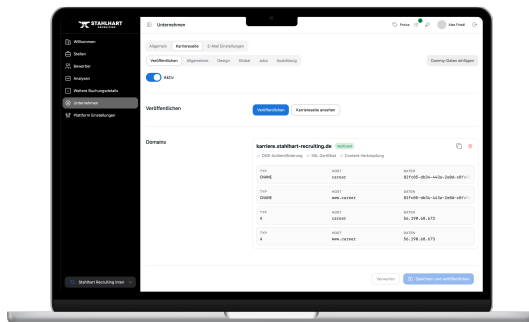 STAHLHART
RECRUITING
Willkommen
Stellen
Bewerber
Analysen
Weitere Buchungsdetails
Unternehmen
Plattform Einstellungen
Stahlhart Recruiting intern
Unternehmen
Preise
Alex Friedl
Allgemein Karriereseite E-Mail Einstellungen
Veröffentlichen Allgemeines Design Global Jobs Ausbildung
Dummy-Daten einfügen
Aktiv
Veröffentlichen
Veröffentlichen Karriereseite ansehen
Domains
karriere.stahlhart-recruiting.de Verifiziert
DNS-Authentifizierung SSL-Zertifikat Content-Verknüpfung
TYP HOST DATEN
CNAME career
TYP HOST DATEN
CNAME www.career
TYP HOST DATEN
A career 56.190.68.673
TYP HOST DATEN
A www.career 56.190.68.673
Verwerfen Speichern und veröffentlichen